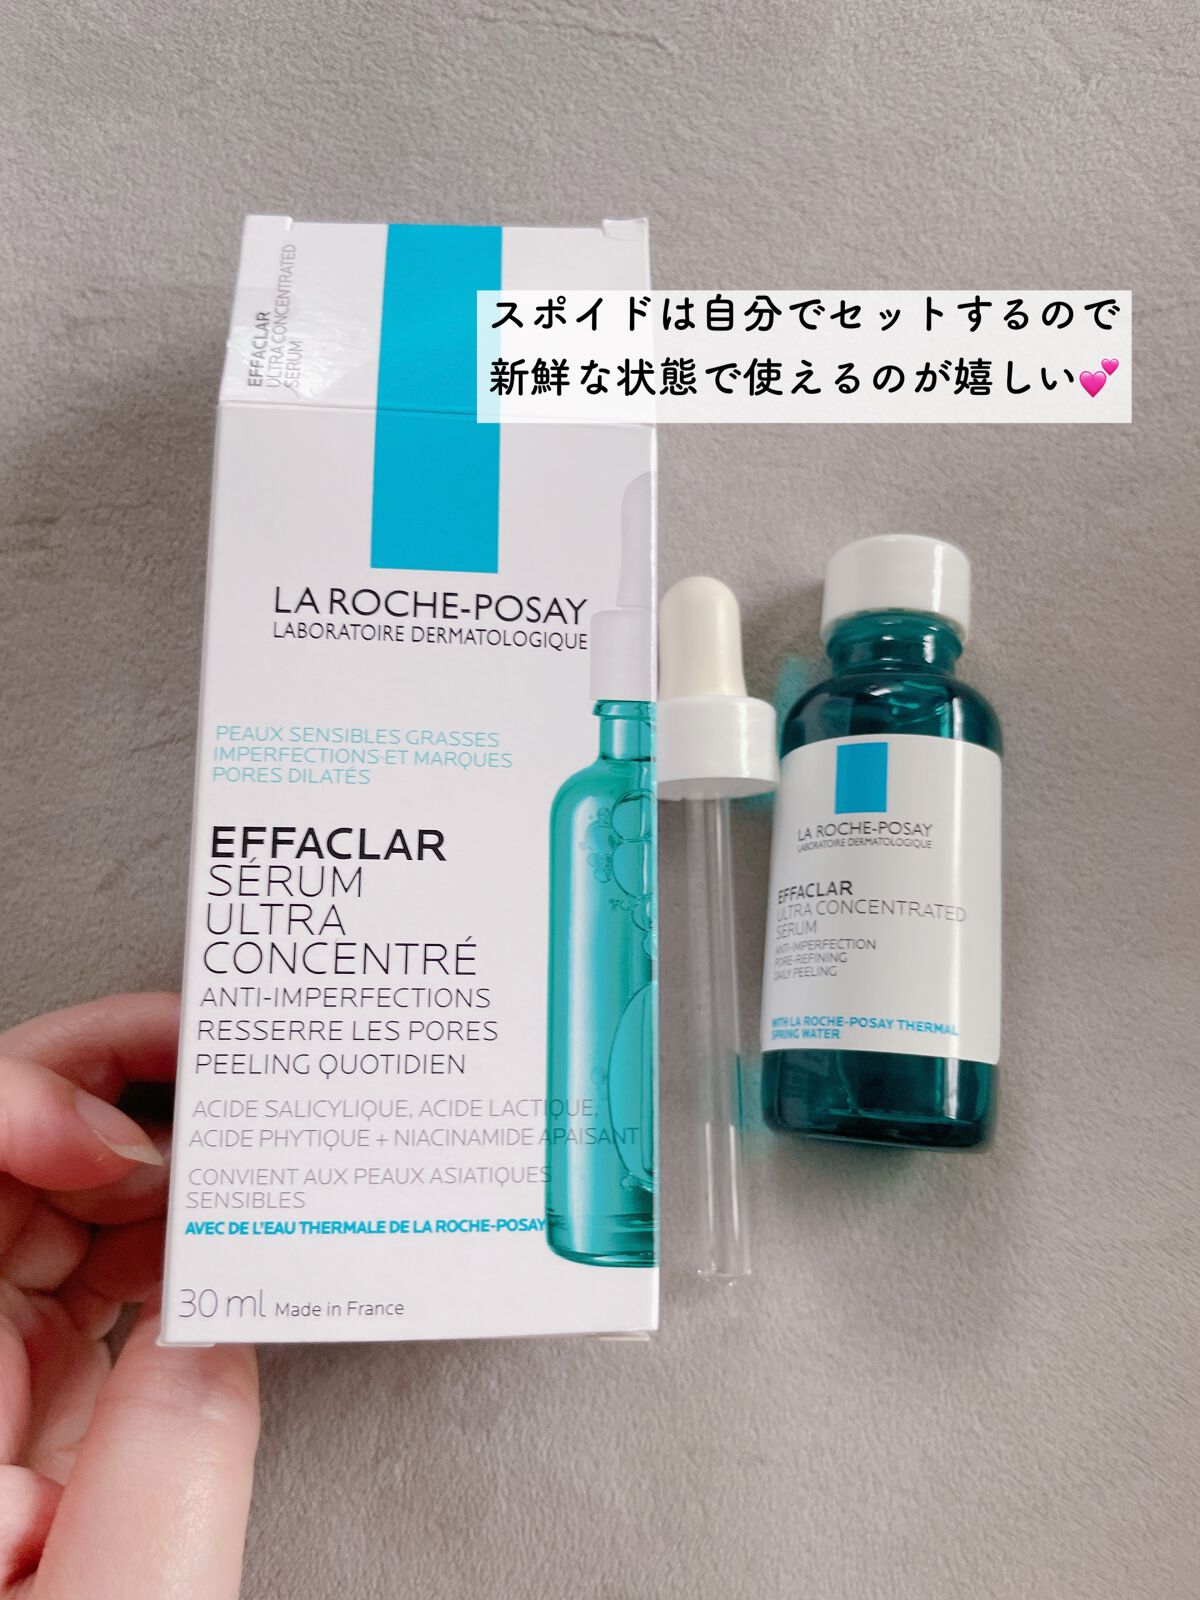 スポイドは自分でセットするので
新鮮な状態で使えるのが嬉しい💕
EFFACLAR
ULTRA CONCENTRATED
SERUM
LA ROCHE-POSAY
LABORATOIRE DERMATOLOGIQUE
PEAUX SENSIBLES GRASSES
IMPERFECTIONS ET MARQUES
PORES DILATÉS
EFFACLAR
SÉRUM
ULTRA
CONCENTRÉ
ANTI-IMPERFECTIONS
RESSERRE LES PORES
PEELING QUOTIDIEN
ACIDE SALICYLIQUE, ACIDE LACTIQUE,
ACIDE PHYTIQUE + NIACINAMIDE APAISANT
CONVIENT AUX PEAUX ASIATIQUES
SENSIBLES
AVEC DE L'EAU THERMALE DE LA ROCHE-POSAY
30 ml Made in France
LA ROCHE-POSAY
LABORATOIRE DERMATOLOGIQUE
EFFACLAR
ULTRA CONCENTRATED
SERUM
ANTI-IMPERFECTION
PORE-REFINING
DAILY PEELING
WITH LA ROCHE-POSAY THERMAL
SPRING WATER